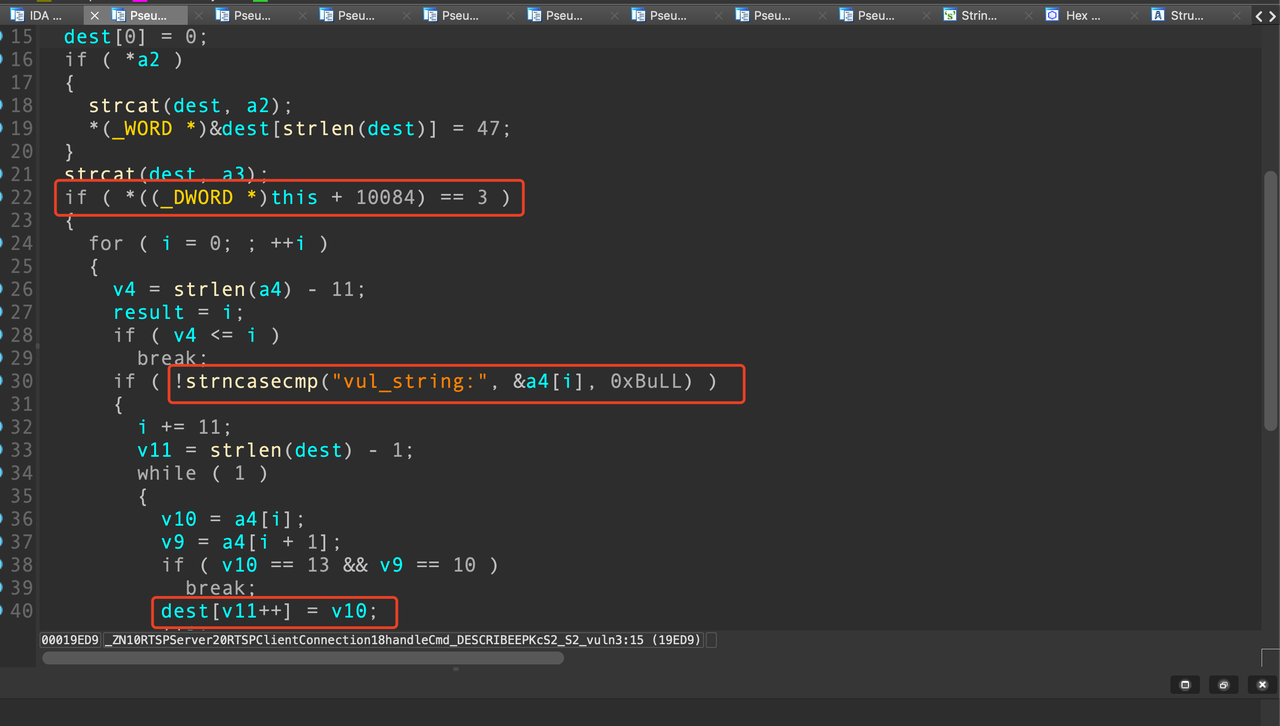 IDA ... Pseu... Pseu... Pseu... Pseu... Pseu... Pseu... Pseu... Pseu... Strin... Hex ... Stru...
15 dest[0] = 0;
16 if ( *a2 )
17 {
18 strcat(dest, a2);
19 *(_WORD *)&dest[strlen(dest)] = 47;
20 }
21 strcat(dest, a3);
22 if ( *((_DWORD *)this + 10084) == 3 )
23 {
24 for ( i = 0; ; ++i )
25 {
26 v4 = strlen(a4) - 11;
27 result = i;
28 if ( v4 <= i )
29 break;
30 if ( !strncasecmp("vul_string:", &a4[i], 0xBuLL) )
31 {
32 i += 11;
33 v11 = strlen(dest) - 1;
34 while ( 1 )
35 {
36 v10 = a4[i];
37 v9 = a4[i + 1];
38 if ( v10 == 13 && v9 == 10 )
39 break;
40 dest[v11++] = v10;
00019ED9 _ZN10RTSPServer20RTSPClientConnection18handleCmd_DESCRIBEEPKcS2_S2_vuln3:15 (19ED9)